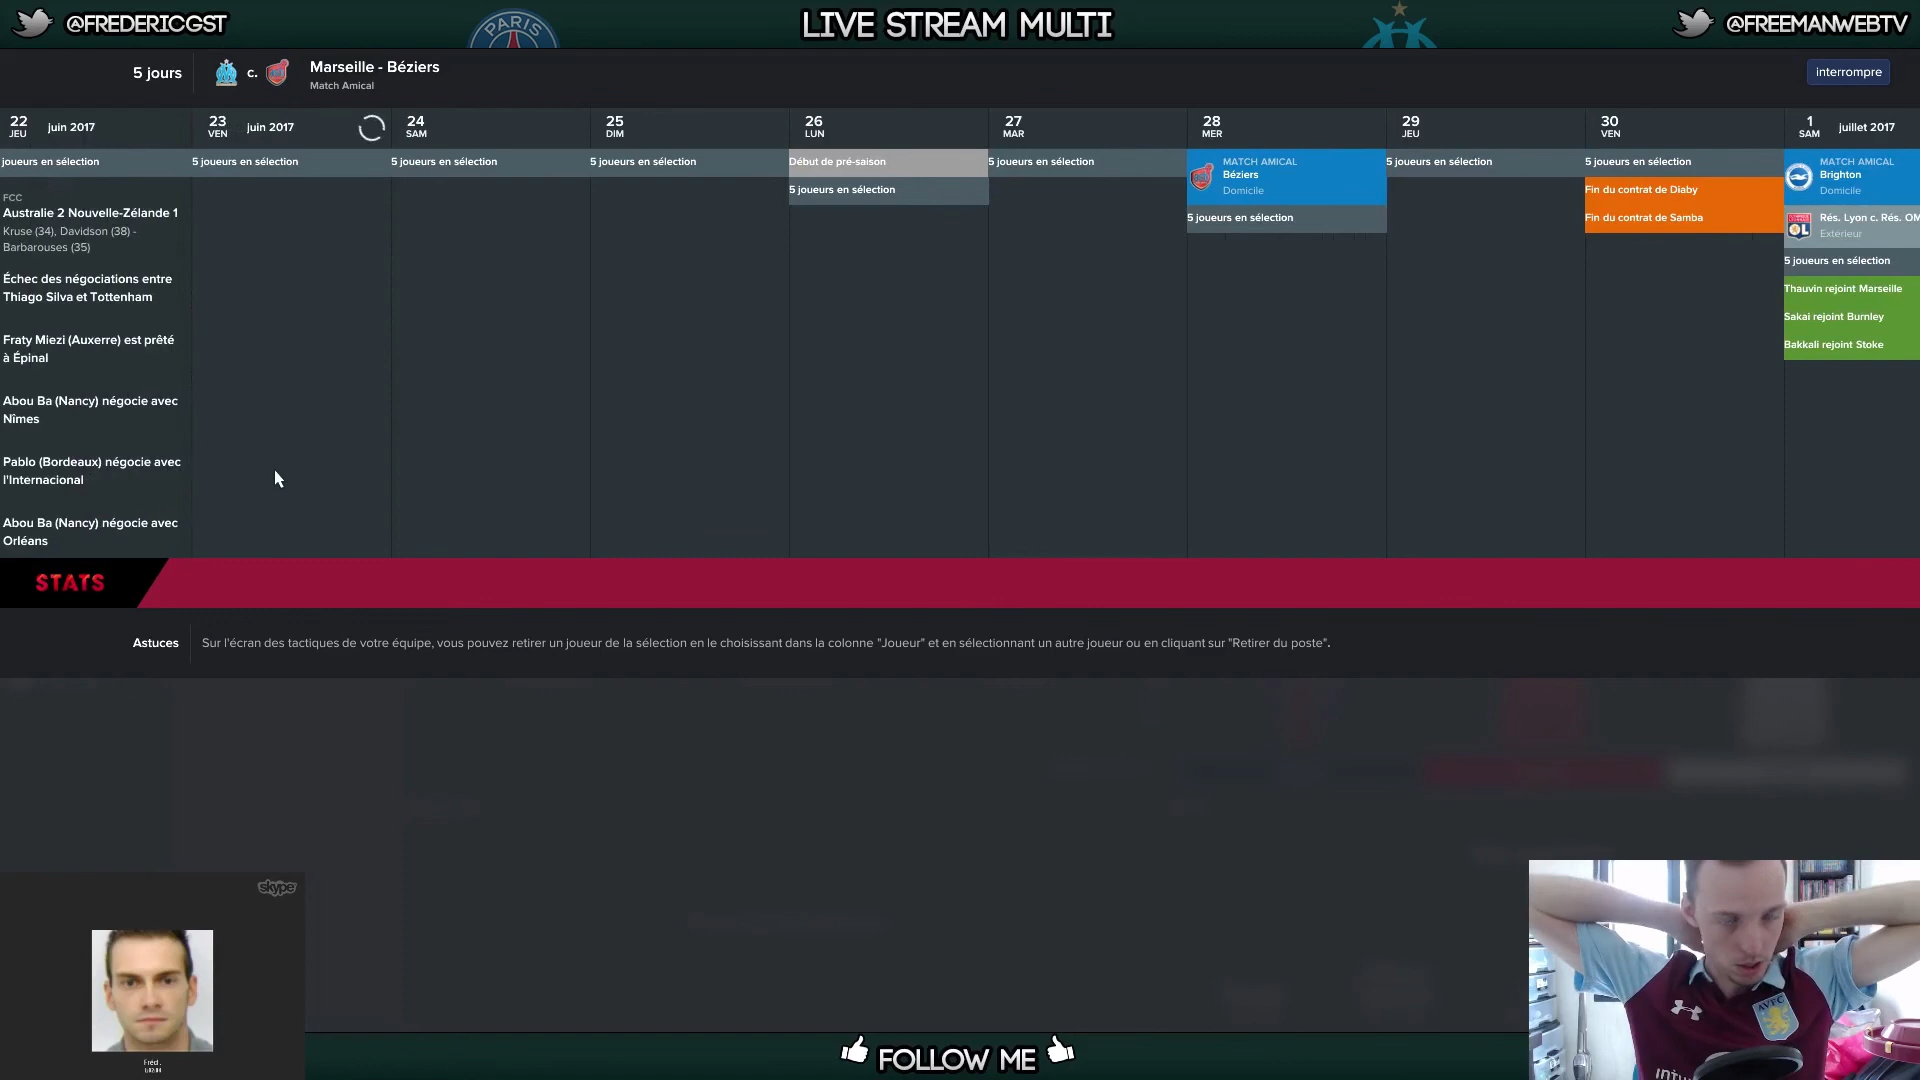 @FREDERICGST
PARIS
LIVE STREAM MULTI
@FREEMANWEBTV
5 jours
c.
Marseille - Béziers
Match Amical
interrompre
22 JEU juin 2017
23 VEN juin 2017
24 SAM
25 DIM
26 LUN
27 MAR
28 MER
29 JEU
30 VEN
1 SAM juillet 2017
joueurs en sélection
5 joueurs en sélection
5 joueurs en sélection
5 joueurs en sélection
Début de pré-saison
5 joueurs en sélection
5 joueurs en sélection
MATCH AMICAL
Béziers
Domicile
5 joueurs en sélection
5 joueurs en sélection
5 joueurs en sélection
Fin du contrat de Diaby
Fin du contrat de Samba
MATCH AMICAL
Brighton
Domicile
OL
Rés. Lyon c. Rés. OM
Extérieur
5 joueurs en sélection
Thauvin rejoint Marseille
Sakai rejoint Burnley
Bakkali rejoint Stoke
FCC
Australie 2 Nouvelle-Zélande 1
Kruse (34), Davidson (38) -
Barbarouses (35)
Échec des négociations entre
Thiago Silva et Tottenham
Fraty Miezi (Auxerre) est prêté
à Épinal
Abou Ba (Nancy) négocie avec
Nîmes
Pablo (Bordeaux) négocie avec
l'Internacional
Abou Ba (Nancy) négocie avec
Orléans
STATS
Astuces
Sur l'écran des tactiques de votre équipe, vous pouvez retirer un joueur de la sélection en le choisissant dans la colonne "Joueur" et en sélectionnant un autre joueur ou en cliquant sur "Retirer du poste".
skype
FOLLOW ME
AVFC